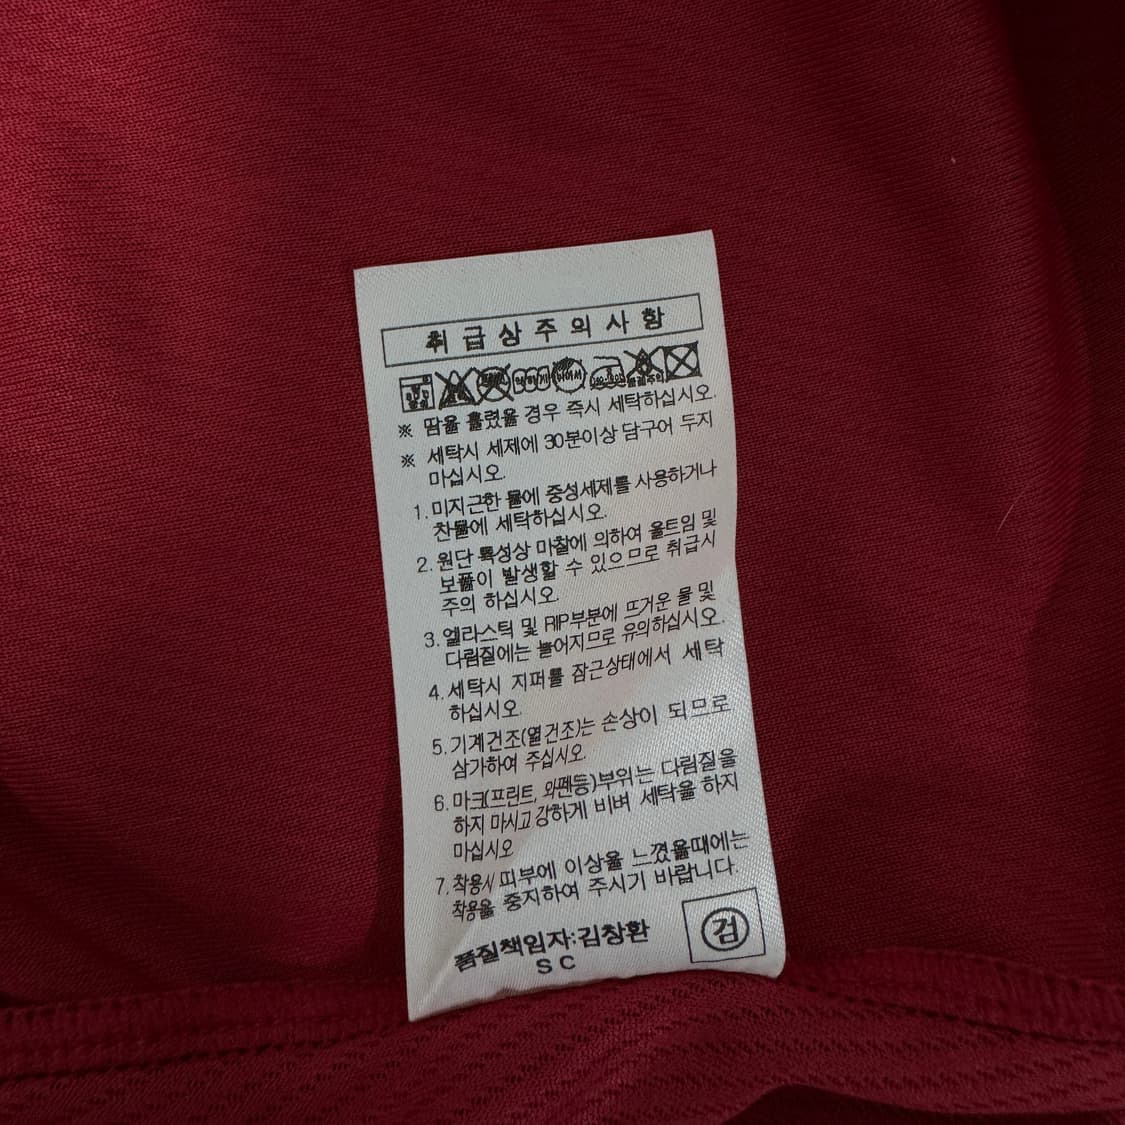 취급상주의사항
※ 땀을 흘렸을 경우 즉시 세탁하십시오.
※ 세탁시 세제에 30분이상 담구어 두지
마십시오.
1. 미지근한 물에 중성세제를 사용하거나
찬물에 세탁하십시오.
2. 원단 특성상 마찰에 의하여 올트임 및
보풀이 발생할 수 있으므로 취급시
주의 하십시오.
3. 엘라스틱 및 RIP부분에 뜨거운 물 및
다림질에는 늘어지므로 유의하십시오.
4. 세탁시 지퍼를 잠근상태에서 세탁
하십시오.
5. 기계건조(열건조)는 손상이 되므로
삼가하여 주십시오.
6. 마크(프린트, 와펜등)부위는 다림질을
하지 마시고 강하게 비벼 세탁을 하지
마십시오
7. 착용시 피부에 이상을 느꼈을때에는
착용을 중지하여 주시기 바랍니다.
품질책임자:김창환
SC
검